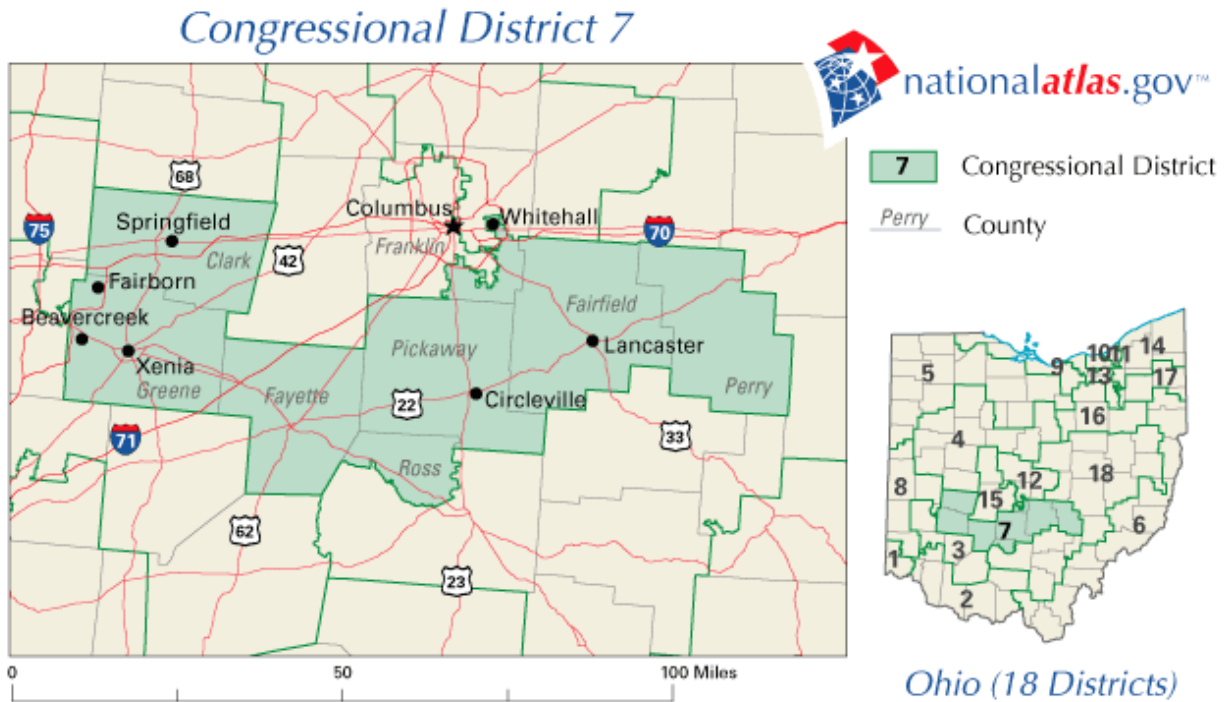 Congressional District 7
nationalatlas.gov™
7 Congressional District
Perry County
68
Springfield
Columbus
Whitehall
75
70
Franklin
Clark
42
Fairborn
Fairfield
Beavercreek
Lancaster
Pickaway
Xenia
Greene
Fayette
Perry
Circleville
22
71
33
Ross
62
23
0 50 100 Miles
0
14
10 11
9
5
13
17
16
4
18
12
8
15
7
6
3
1
2
Ohio (18 Districts)